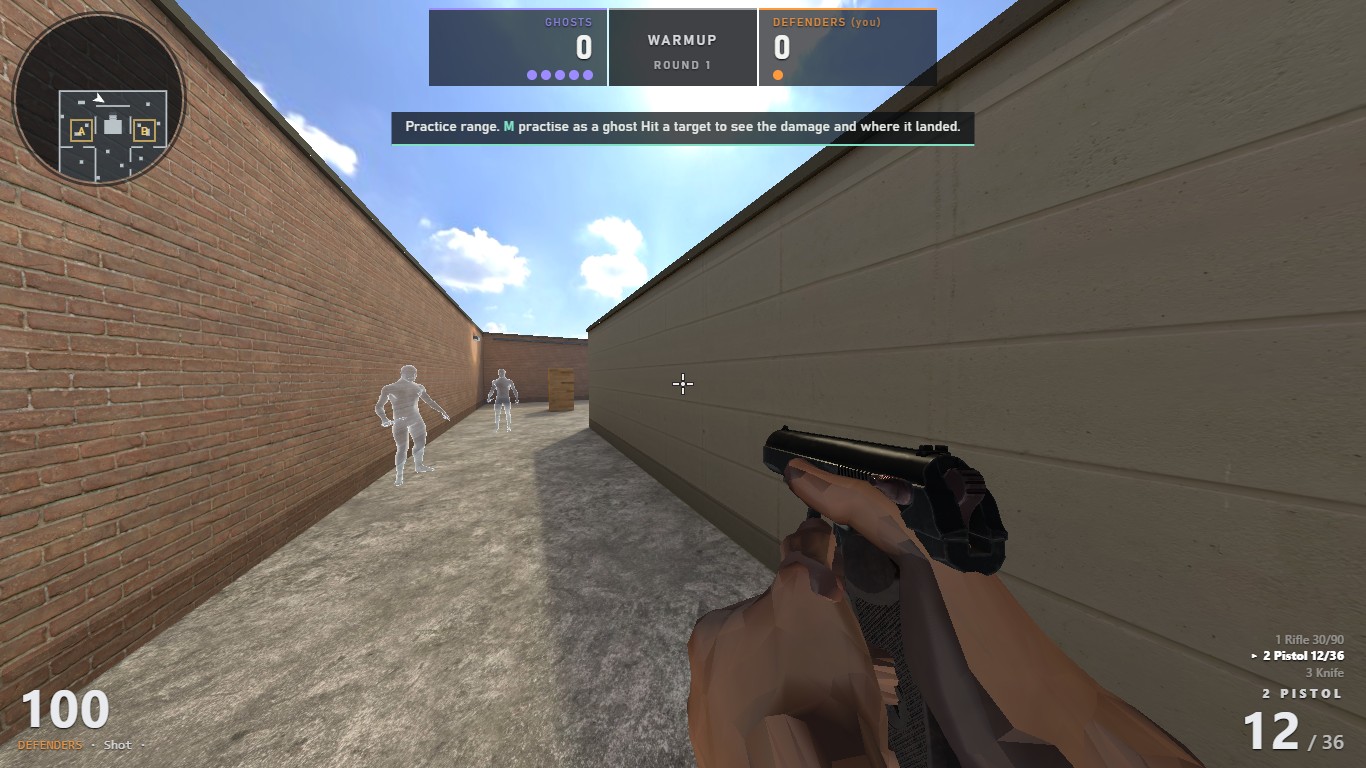 GHOSTS
0
WARMUP
ROUND 1
DEFENDERS (you)
0
Practice range. M practise as a ghost Hit a target to see the damage and where it landed.
A
B
1 Rifle 30/90
▸ 2 Pistol 12/36
3 Knife
2 PISTOL
12 / 36
100
DEFENDERS · Shot ·